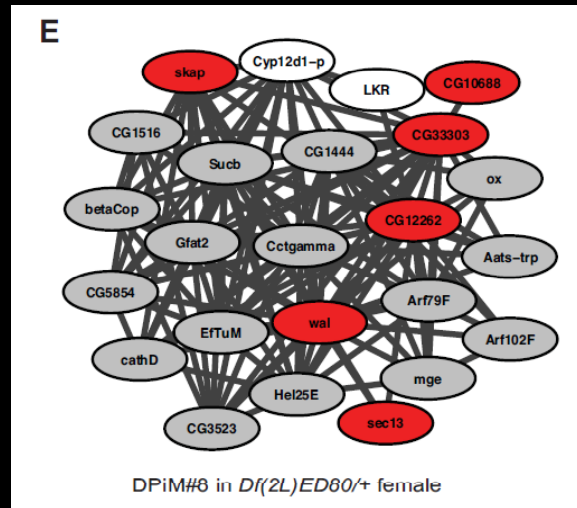 E
Cyp12d1-p
skap
LKR
CG10688
CG1516
CG33303
Sucb
CG1444
ox
betaCop
CG12262
Gfat2
Cctgamma
Aats-trp
CG5854
Arf79F
EfTuM
wal
Arf102F
cathD
mge
Hel25E
CG3523
sec13
DPiM#8 in Df(2L)ED80/+ female